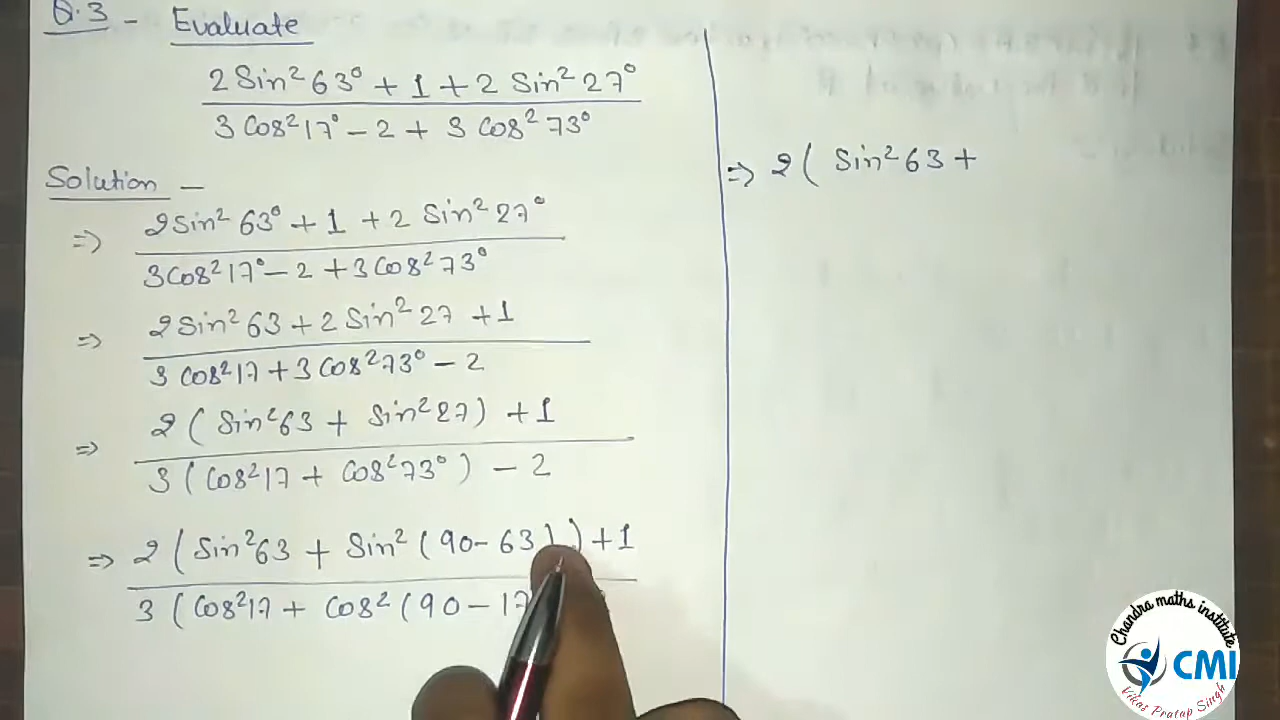 Q.3 - Evaluate
2 Sin² 63° + 1 + 2 Sin² 27°
3 Cos² 17° - 2 + 3 Cos² 73°
Solution -
⇒ 2 Sin² 63° + 1 + 2 Sin² 27°
3 Cos² 17° - 2 + 3 Cos² 73°
⇒ 2 Sin² 63 + 2 Sin² 27 + 1
3 Cos² 17 + 3 Cos² 73° - 2
⇒ 2 ( Sin² 63 + Sin² 27 ) + 1
3 ( Cos² 17 + Cos² 73° ) - 2
⇒ 2 ( Sin² 63 + Sin² ( 90 - 63 ) ) + 1
3 ( Cos² 17 + Cos² ( 90 - 17
⇒ 2 ( Sin² 63 +
Chandra maths institute
CMI
Vikas Pratap Singh